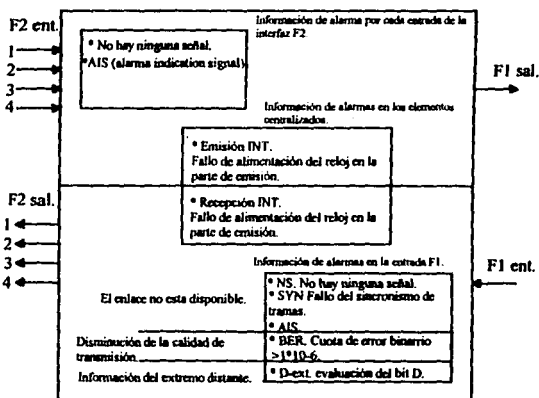 F2 ent.
1
2
3
4
Información de alarma por cada entrada de la
interfaz F2
* No hay ninguna señal.
*AIS (alarma indication signal)
F1 sal.
Información de alarmas en los elementos
centralizados.
* Emisión INT.
Fallo de alimentación del reloj en la
parte de emisión.
F2 sal.
1
2
3
4
* Recepción INT.
Fallo de alimentación del reloj en la
parte de emisión.
Información de alarmas en la entrada F1.
F1 ent.
El enlace no esta disponible.
* NS. No hay ninguna señal.
* SYN Fallo del sincronismo de
tramas.
* AIS
Disminución de la calidad de
transmisión.
* BER. Cuota de error binarrio
>1*10-6.
Información del extremo distante.
* D-ext. evaluación del bit D.